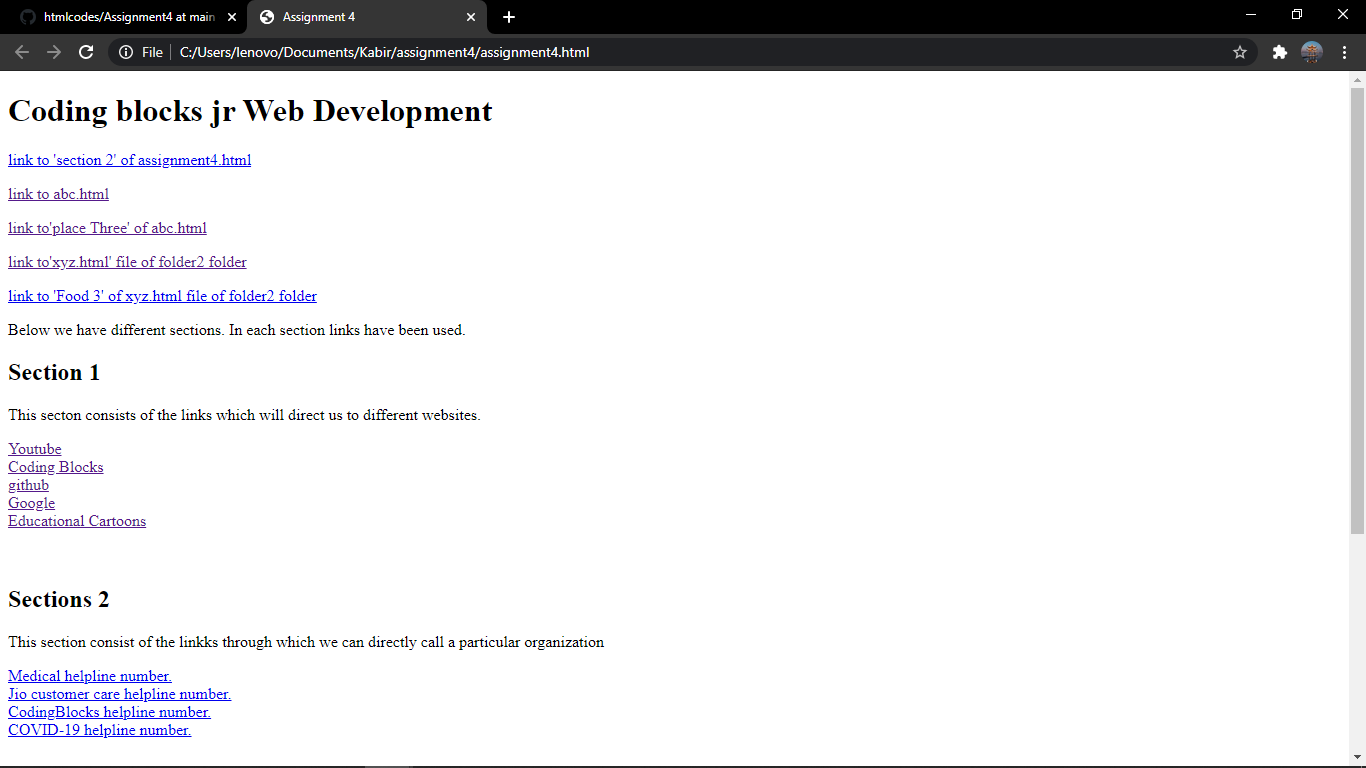 htmlcodes/Assignment4 at main
Assignment 4
File
C:/Users/lenovo/Documents/Kabir/assignment4/assignment4.html
Coding blocks jr Web Development
link to 'section 2' of assignment4.html
link to abc.html
link to'place Three' of abc.html
link to'xyz.html' file of folder2 folder
link to 'Food 3' of xyz.html file of folder2 folder
Below we have different sections. In each section links have been used.
Section 1
This secton consists of the links which will direct us to different websites.
Youtube
Coding Blocks
github
Google
Educational Cartoons
Sections 2
This section consist of the linkks through which we can directly call a particular organization
Medical helpline number.
Jio customer care helpline number.
CodingBlocks helpline number.
COVID-19 helpline number.